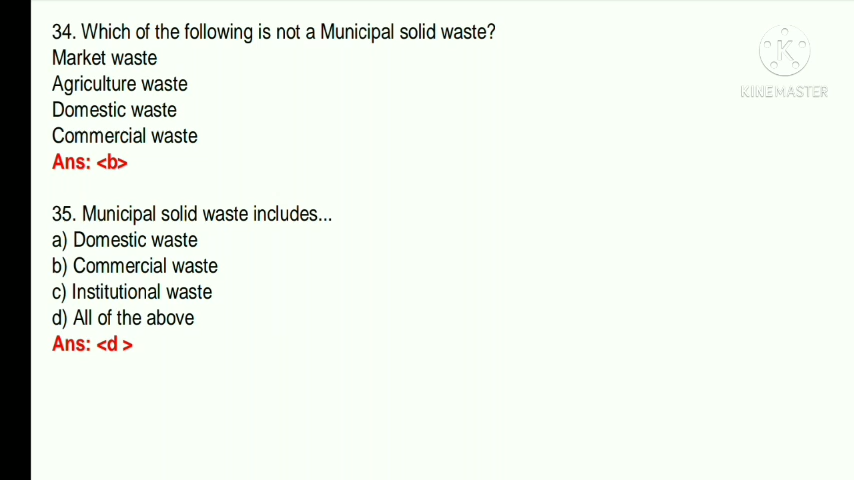 34. Which of the following is not a Municipal solid waste?
Market waste
Agriculture waste
Domestic waste
Commercial waste
Ans: <b>
35. Municipal solid waste includes...
a) Domestic waste
b) Commercial waste
c) Institutional waste
d) All of the above
Ans: <d >
K
KINEMASTER